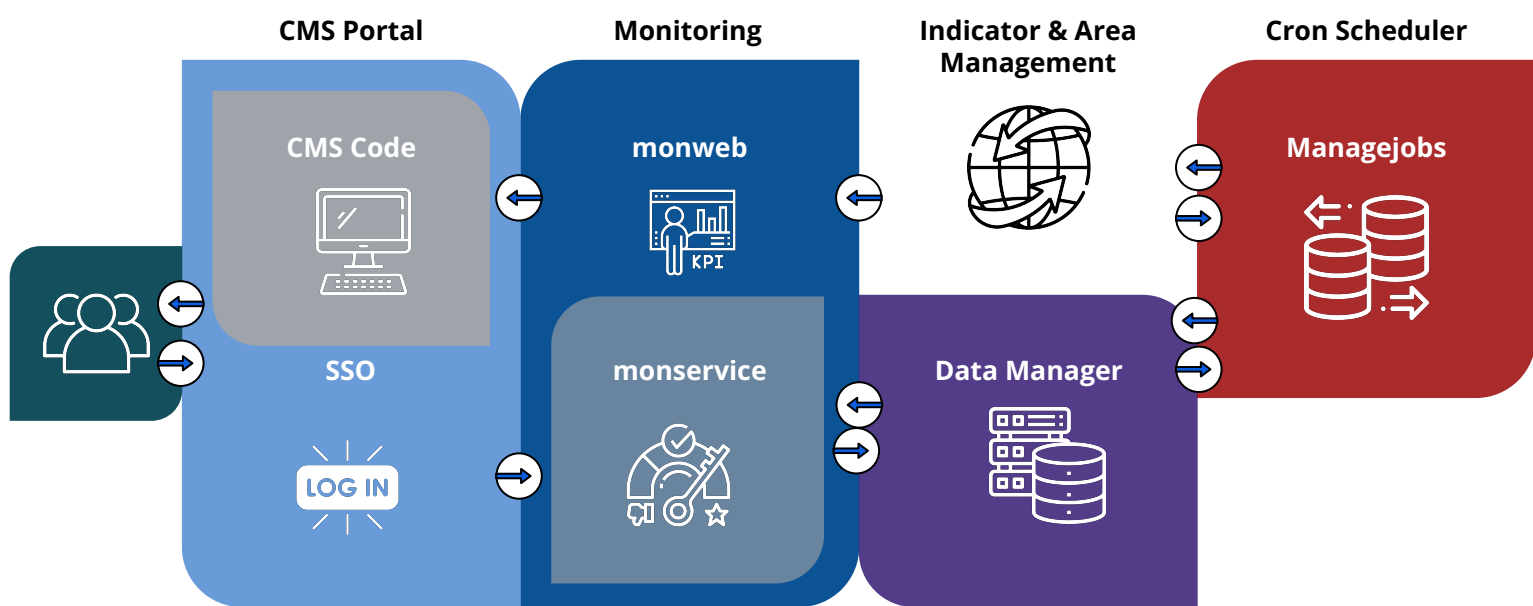 CMS Portal
Monitoring
Indicator & Area
Management
Cron Scheduler
CMS Code
monweb
Managejobs
KPI
SSO
monservice
Data Manager
LOG IN